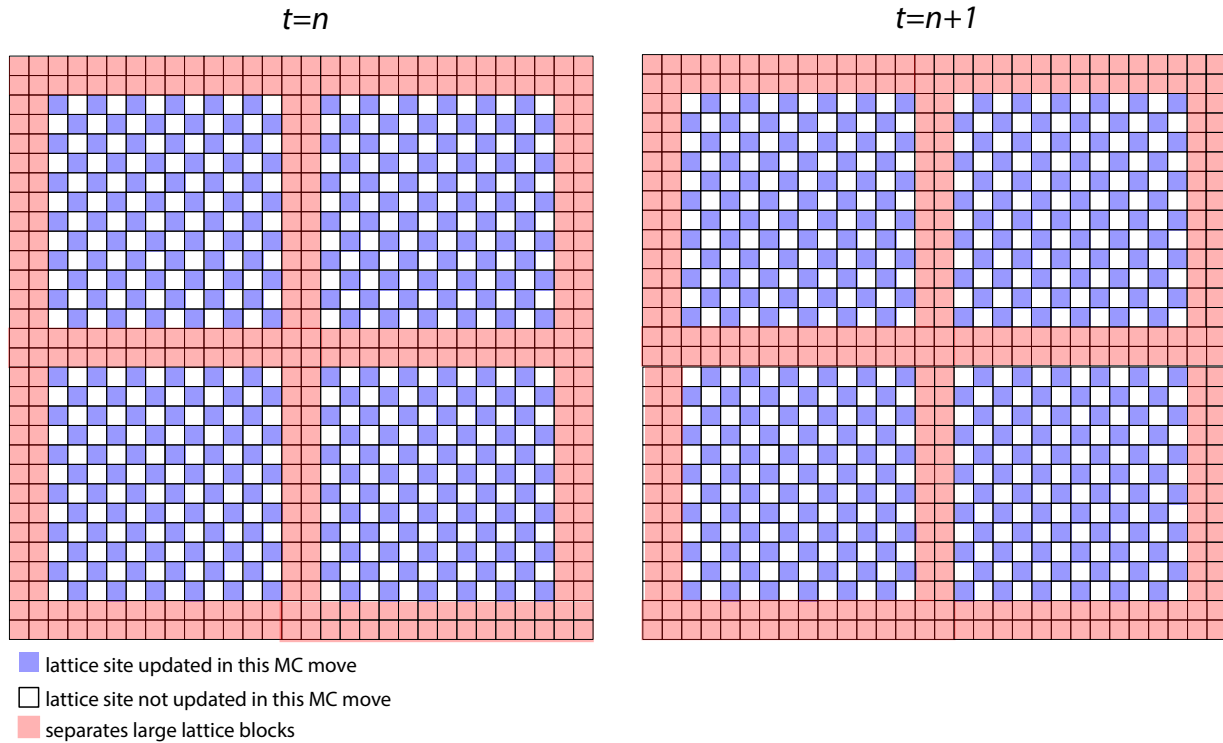 t=n
t=n+1
lattice site updated in this MC move
lattice site not updated in this MC move
separates large lattice blocks